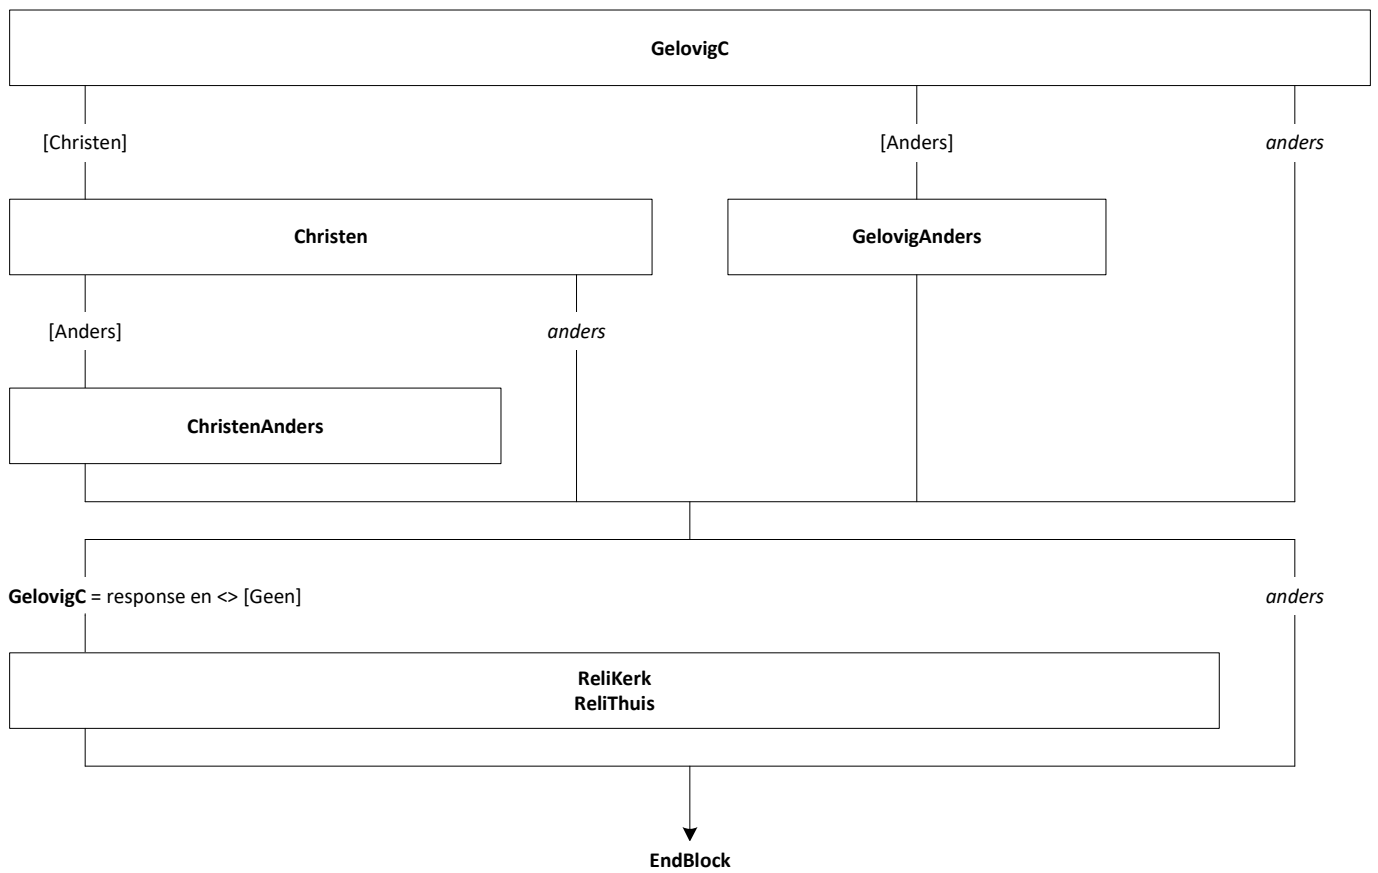 GelovigC
[Christen]
[Anders]
anders
Christen
GelovigAnders
[Anders]
anders
ChristenAnders
GelovigC = response en <> [Geen]
anders
ReliKerk
ReliThuis
EndBlock